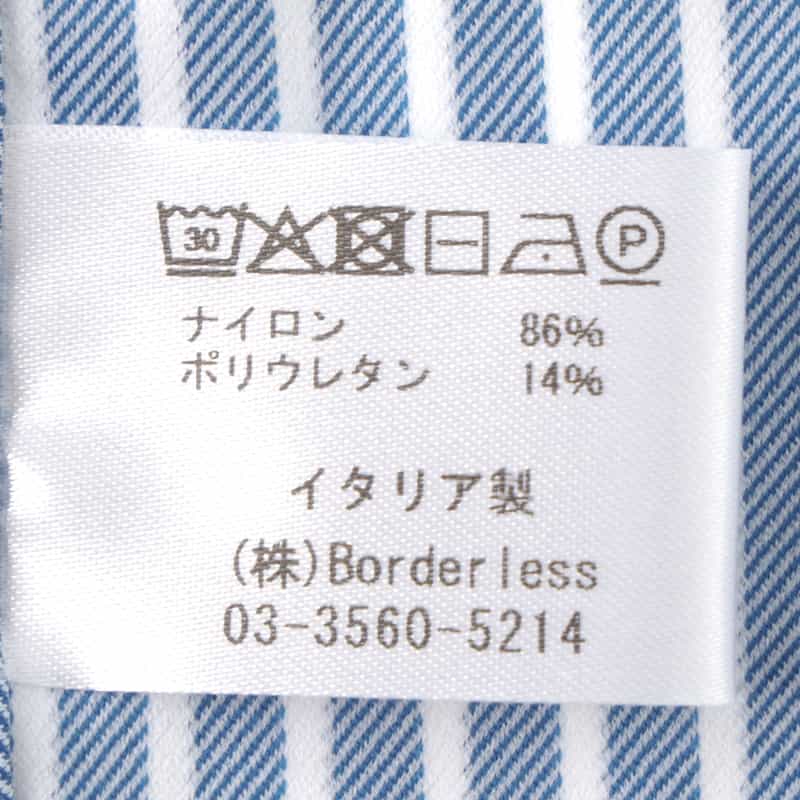 30 P
ナイロン 86%
ポリウレタン 14%
イタリア製
(株)Borderless
03-3560-5214